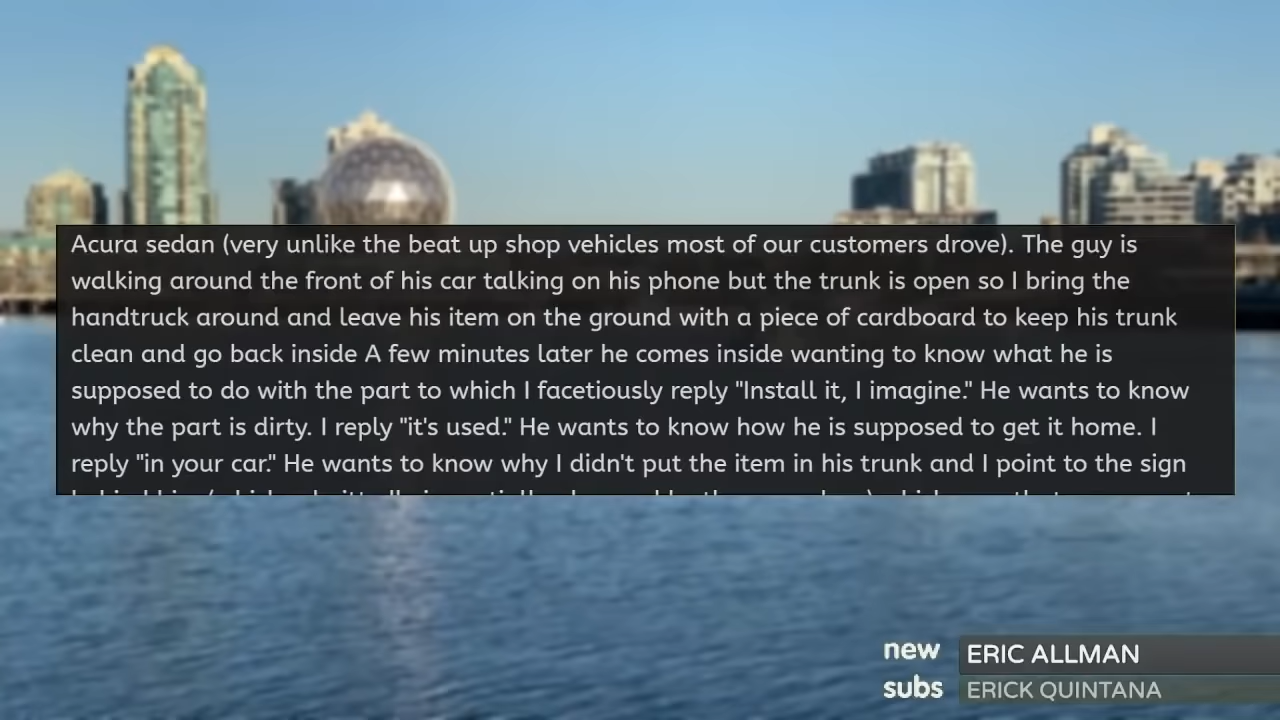 Acura sedan (very unlike the beat up shop vehicles most of our customers drove). The guy is
walking around the front of his car talking on his phone but the trunk is open so I bring the
handtruck around and leave his item on the ground with a piece of cardboard to keep his trunk
clean and go back inside A few minutes later he comes inside wanting to know what he is
supposed to do with the part to which I facetiously reply "Install it, I imagine." He wants to know
why the part is dirty. I reply "it's used." He wants to know how he is supposed to get it home. I
reply "in your car." He wants to know why I didn't put the item in his trunk and I point to the sign
new
ERIC ALLMAN
subs
ERICK QUINTANA